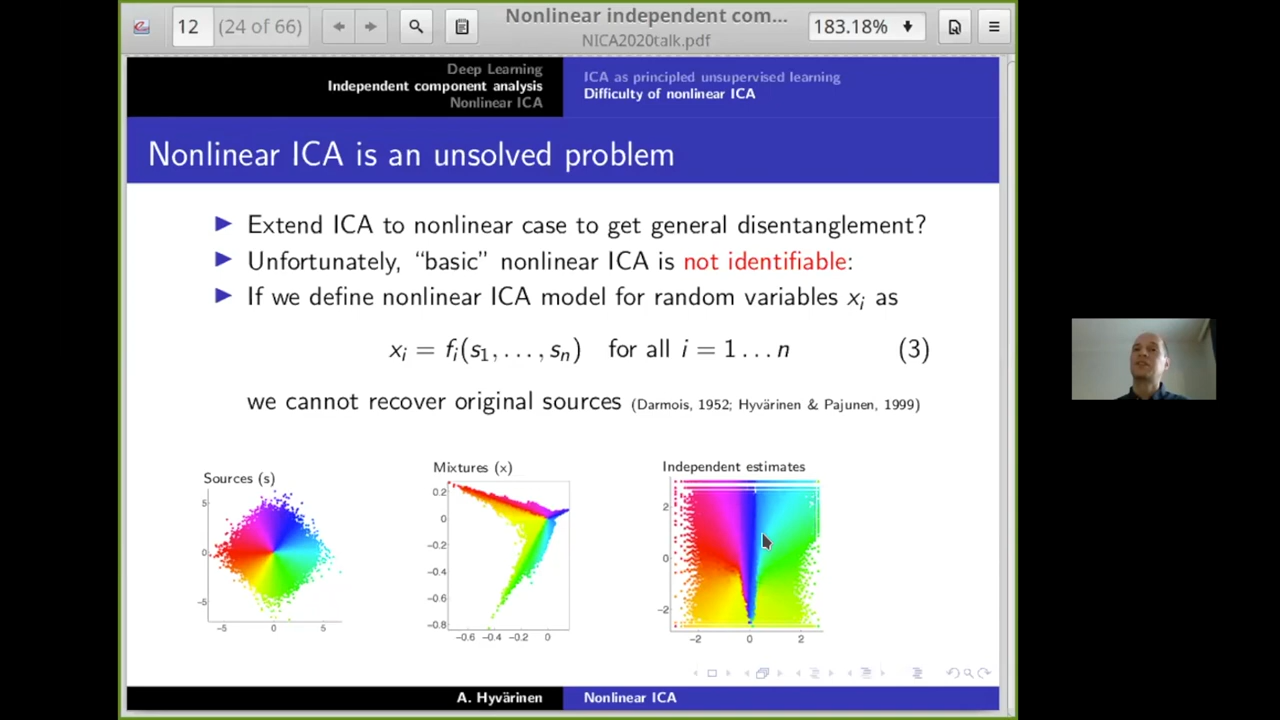 12 (24 of 66)
Nonlinear independent com...
NICA2020talk.pdf
183.18%
Deep Learning
Independent component analysis
Nonlinear ICA
ICA as principled unsupervised learning
Difficulty of nonlinear ICA
Nonlinear ICA is an unsolved problem
Extend ICA to nonlinear case to get general disentanglement?
Unfortunately, “basic” nonlinear ICA is not identifiable:
If we define nonlinear ICA model for random variables xᵢ as
xᵢ = fᵢ(s₁, . . . , sₙ) for all i = 1 . . . n (3)
we cannot recover original sources (Darmois, 1952; Hyvärinen & Pajunen, 1999)
Sources (s)
5
0
−5
−5 0 5
Mixtures (x)
0.2
0
−0.2
−0.4
−0.6
−0.8
−0.6 −0.4 −0.2 0
Independent estimates
2
0
−2
−2 0 2
A. Hyvärinen Nonlinear ICA